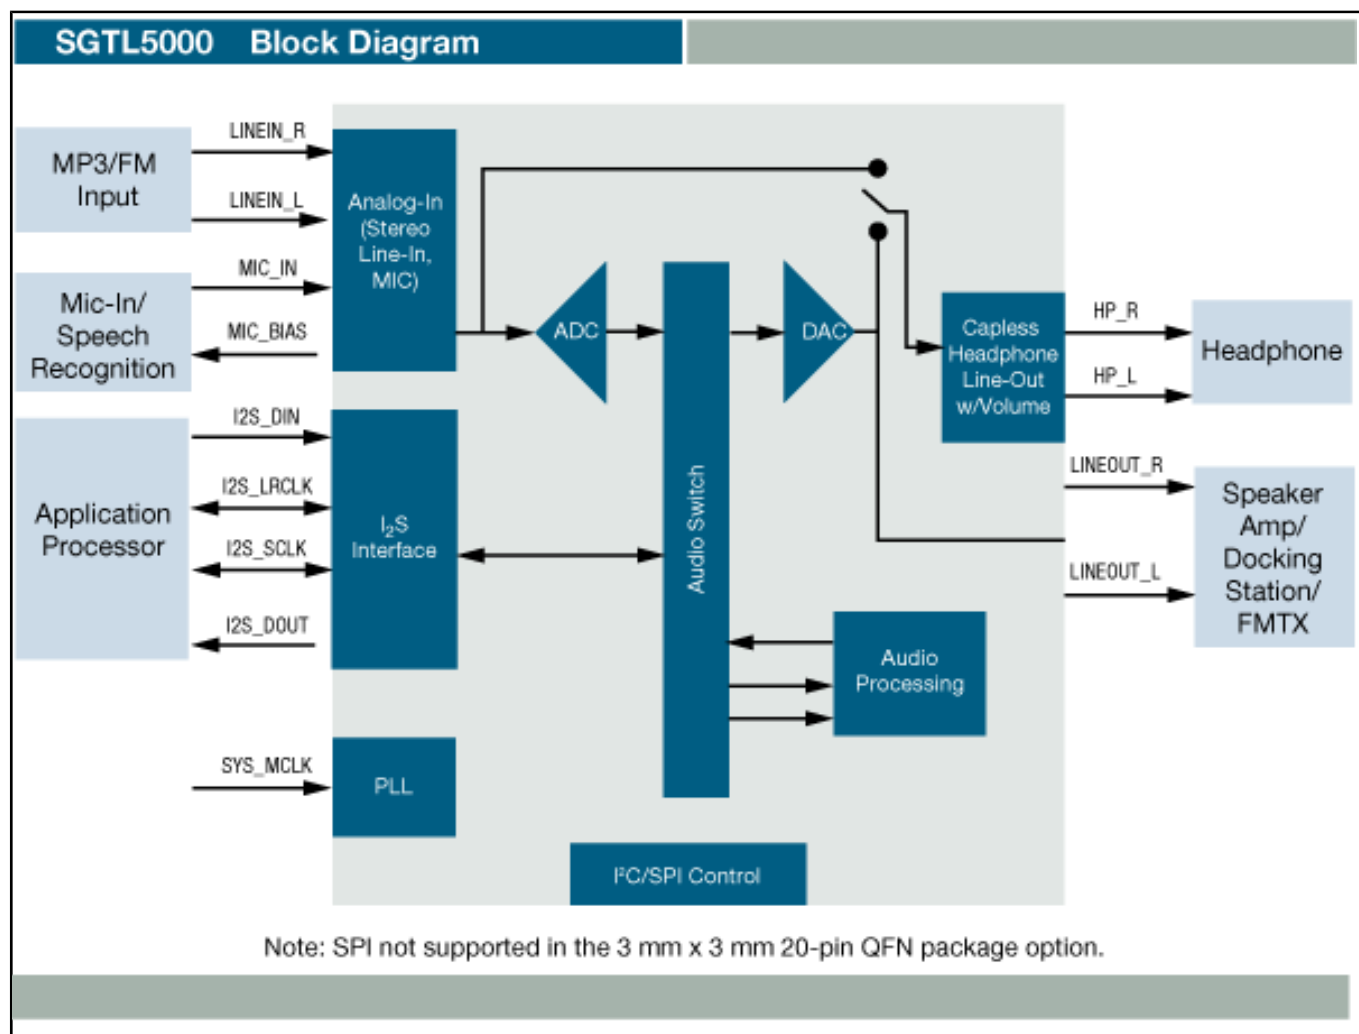 SGTL5000 Block Diagram
MP3/FM
Input
LINEIN_R
LINEIN_L
Mic-In/
Speech
Recognition
MIC_IN
MIC_BIAS
Application
Processor
I2S_DIN
I2S_LRCLK
I2S_SCLK
I2S_DOUT
SYS_MCLK
Analog-In
(Stereo
Line-In,
MIC)
I₂S
Interface
PLL
ADC
Audio Switch
DAC
Audio
Processing
I²C/SPI Control
Capless
Headphone
Line-Out
w/Volume
HP_R
HP_L
Headphone
LINEOUT_R
LINEOUT_L
Speaker
Amp/
Docking
Station/
FMTX
Note: SPI not supported in the 3 mm x 3 mm 20-pin QFN package option.